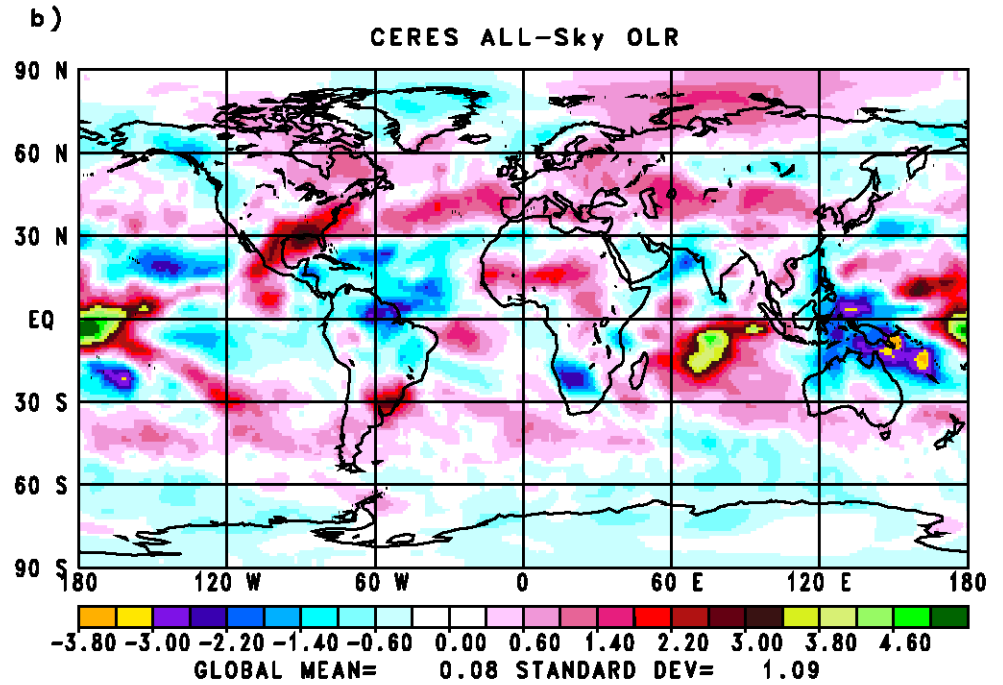 b)
CERES ALL-Sky OLR
90 N
60 N
30 N
EQ
30 S
60 S
90 S
180 120 W 60 W 0 60 E 120 E 180
-3.80 -3.00 -2.20 -1.40 -0.60 0.00 0.60 1.40 2.20 3.00 3.80 4.60
GLOBAL MEAN= 0.08 STANDARD DEV= 1.09